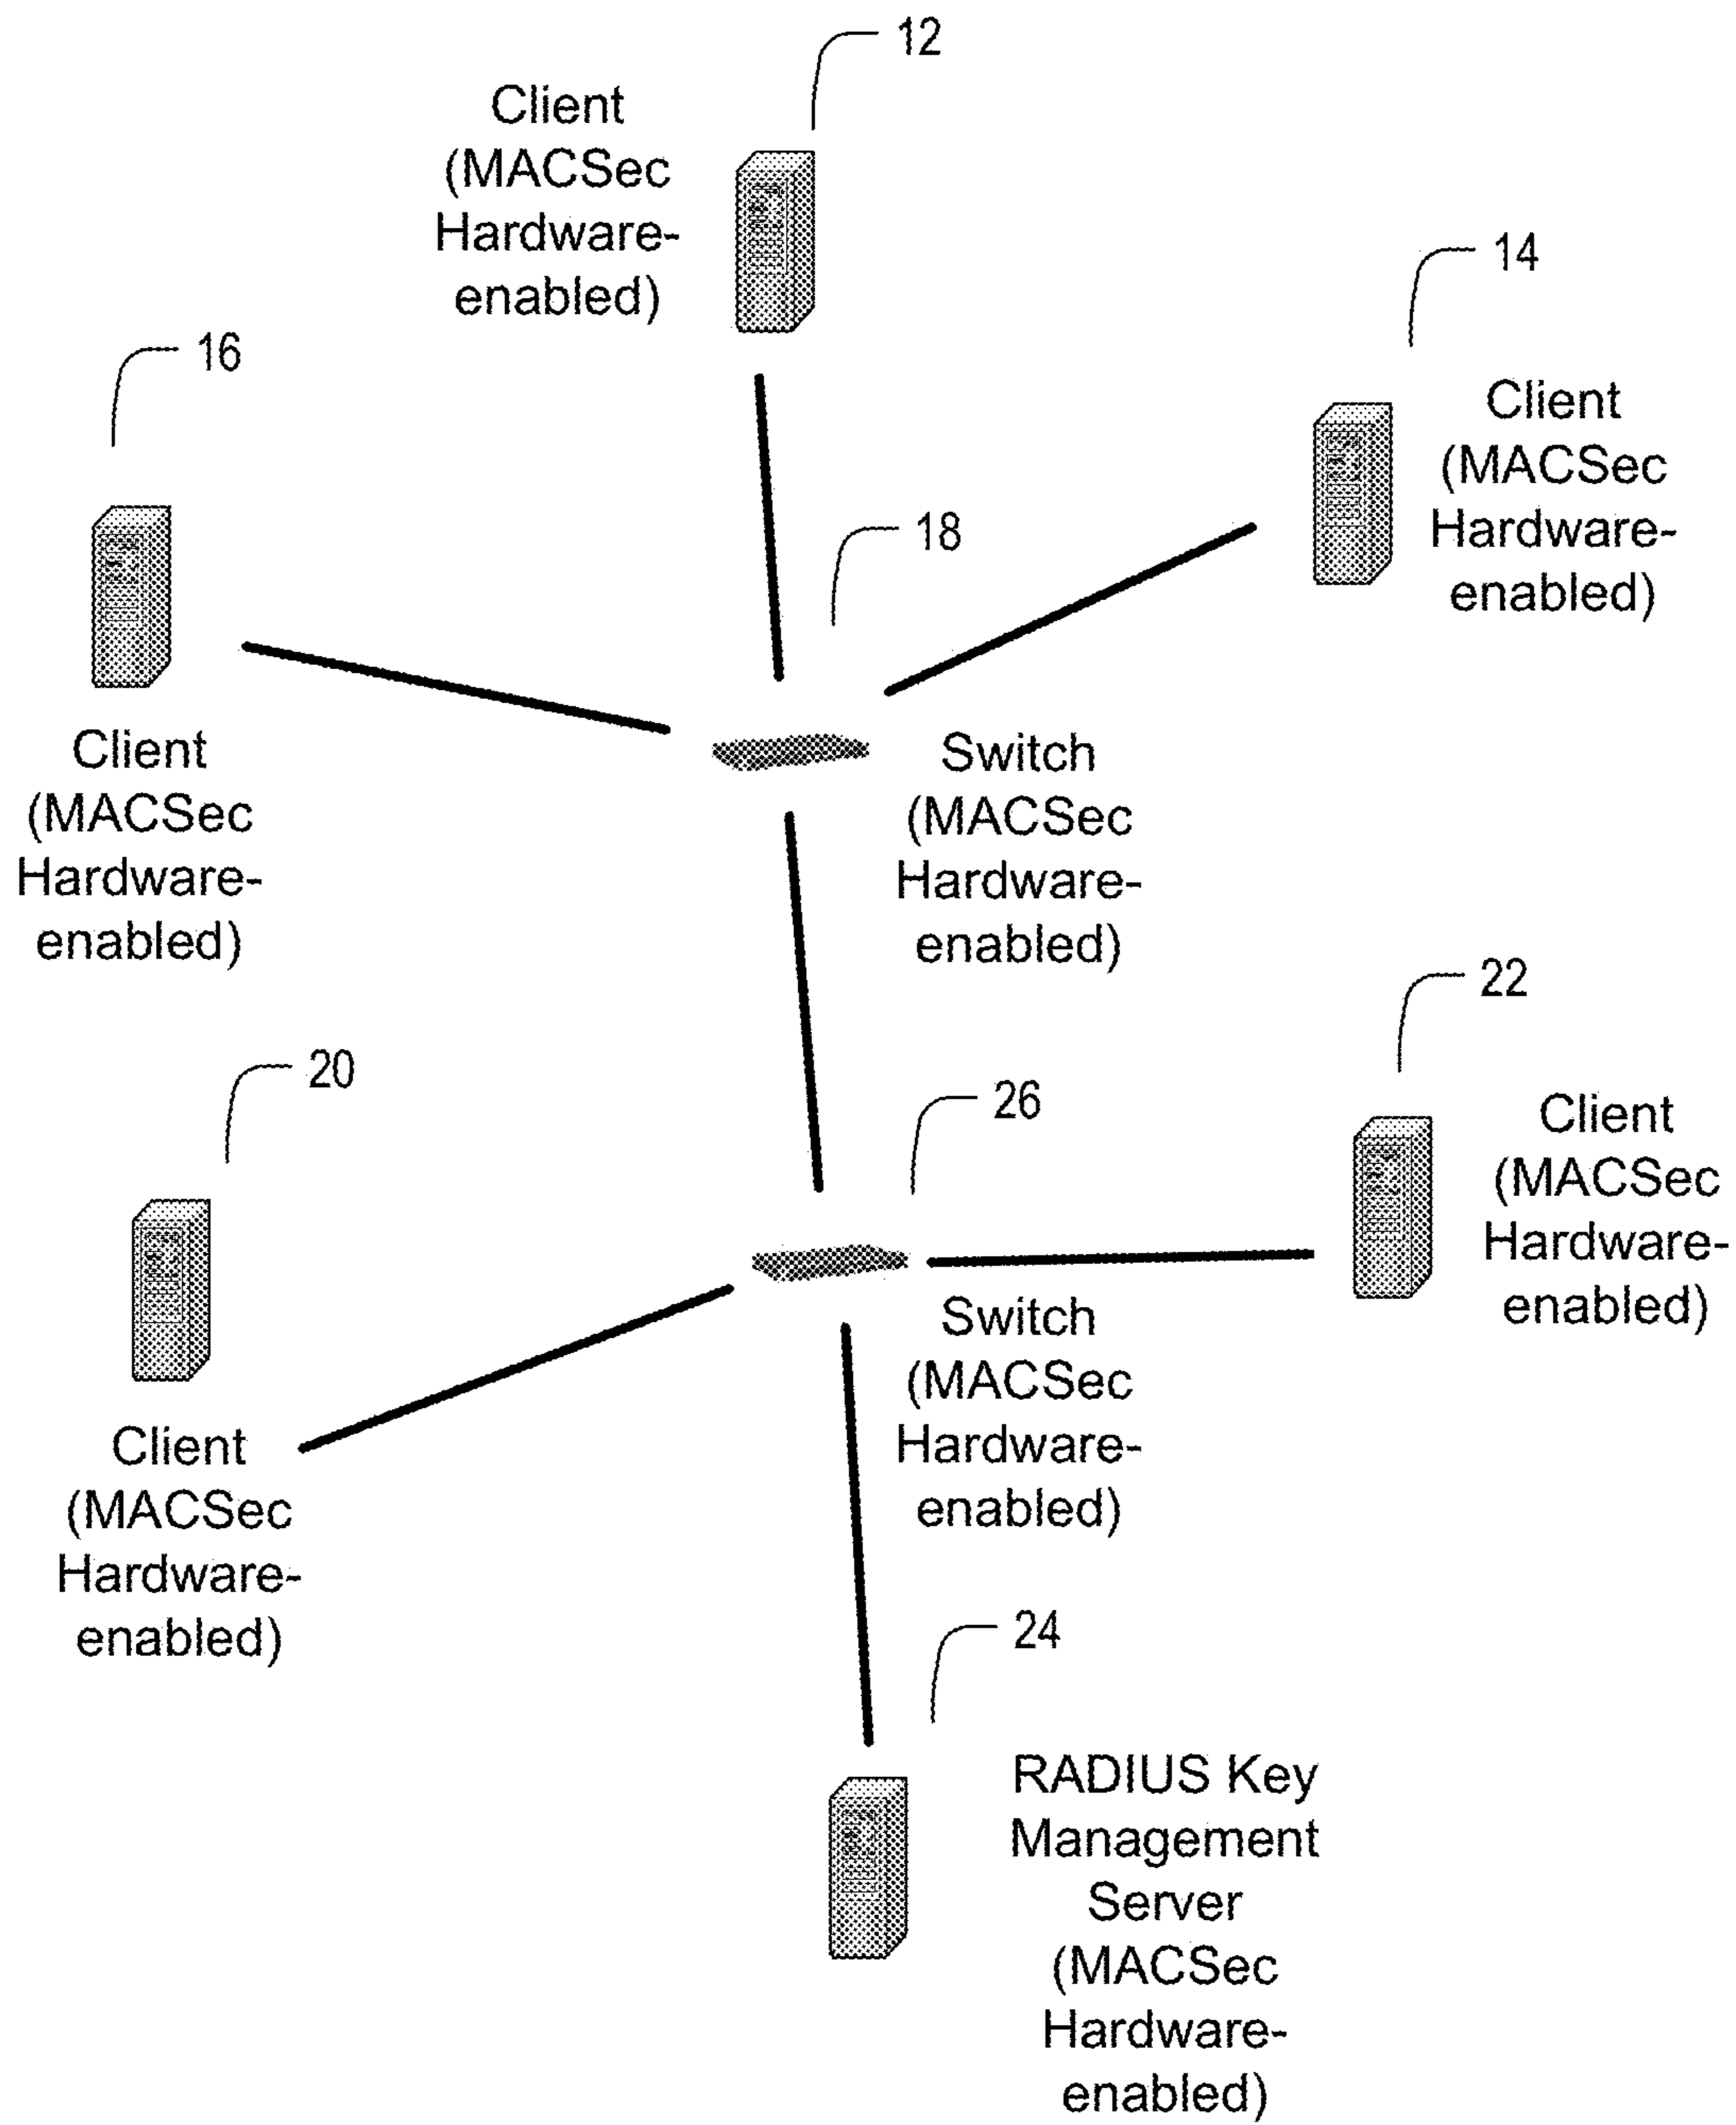 12
Client
(MACSec
Hardware-
enabled)
14
Client
(MACSec
Hardware-
enabled)
16
Client
(MACSec
Hardware-
enabled)
18
Switch
(MACSec
Hardware-
enabled)
22
Client
(MACSec
Hardware-
enabled)
20
Client
(MACSec
Hardware-
enabled)
26
Switch
(MACSec
Hardware-
enabled)
24
RADIUS Key
Management
Server
(MACSec
Hardware-
enabled)